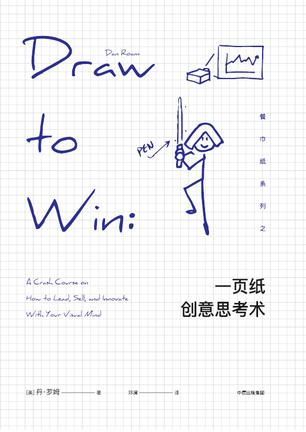 Draw
Dan Roam
to
PEN
Win:
餐巾纸系列之
A Crash Course on
How to Lead, Sell, and Innovate
With Your Visual Mind
一页纸
创意思考术
[美] 丹·罗姆 著 译
中信出版集团